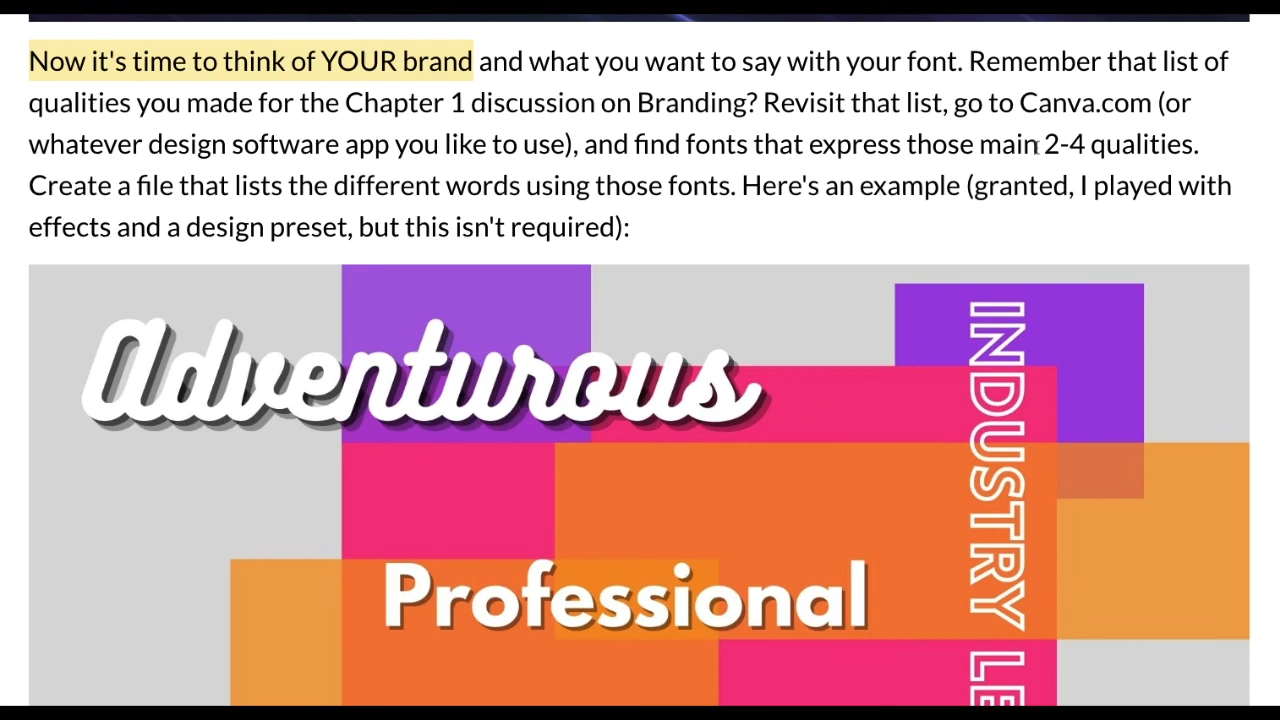 Now it's time to think of YOUR brand and what you want to say with your font. Remember that list of
qualities you made for the Chapter 1 discussion on Branding? Revisit that list, go to Canva.com (or
whatever design software app you like to use), and find fonts that express those main 2-4 qualities.
Create a file that lists the different words using those fonts. Here's an example (granted, I played with
effects and a design preset, but this isn't required):
Adventurous
Professional
INDUSTRY LE